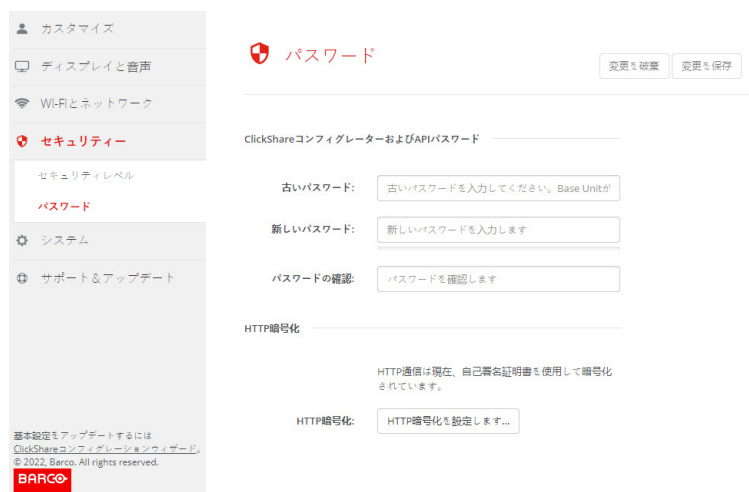 カスタマイズ
ディスプレイと音声
Wi-Fiとネットワーク
セキュリティー
セキュリティレベル
パスワード
システム
サポート＆アップデート
基本設定をアップデートするには
ClickShareコンフィグレーションウィザード。
© 2022, Barco. All rights reserved.
BARCO
パスワード
変更を破棄
変更を保存
ClickShareコンフィグレーターおよびAPIパスワード
古いパスワード: 古いパスワードを入力してください。Base Unitが
新しいパスワード: 新しいパスワードを入力します
パスワードの確認: パスワードを確認します
HTTP暗号化
HTTP通信は現在、自己署名証明書を使用して暗号化
されています。
HTTP暗号化: HTTP暗号化を設定します...